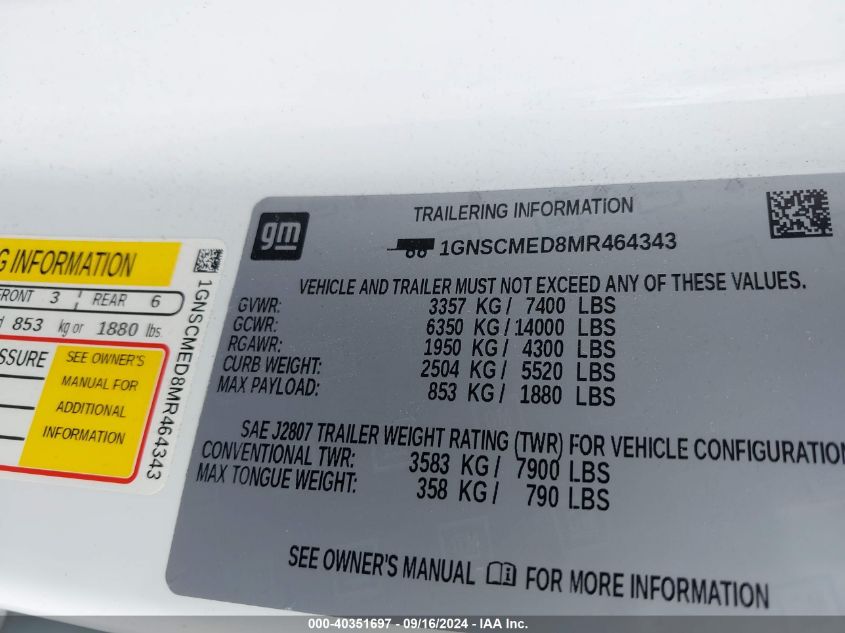 G INFORMATION
FRONT 3 REAR 6
853 kg or 1880 lbs
SSURE
SEE OWNER'S
MANUAL FOR
ADDITIONAL
INFORMATION
1GNSCMED8MR464343
gm
TRAILERING INFORMATION
1GNSCMED8MR464343
VEHICLE AND TRAILER MUST NOT EXCEED ANY OF THESE VALUES.
GVWR: 3357 KG / 7400 LBS
GCWR: 6350 KG / 14000 LBS
RGAWR: 1950 KG / 4300 LBS
CURB WEIGHT: 2504 KG / 5520 LBS
MAX PAYLOAD: 853 KG / 1880 LBS
SAE J2807 TRAILER WEIGHT RATING (TWR) FOR VEHICLE CONFIGURATION
CONVENTIONAL TWR: 3583 KG / 7900 LBS
MAX TONGUE WEIGHT: 358 KG / 790 LBS
SEE OWNER'S MANUAL FOR MORE INFORMATION
000-40351697 - 09/16/2024 - IAA Inc.